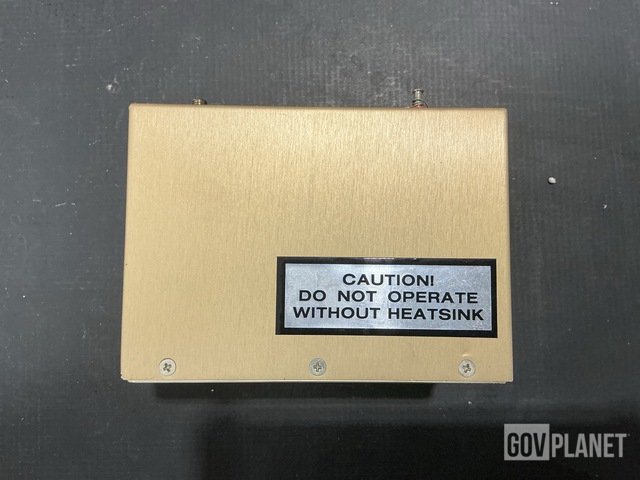 CAUTION!
DO NOT OPERATE
WITHOUT HEATSINK
GOVPLANET